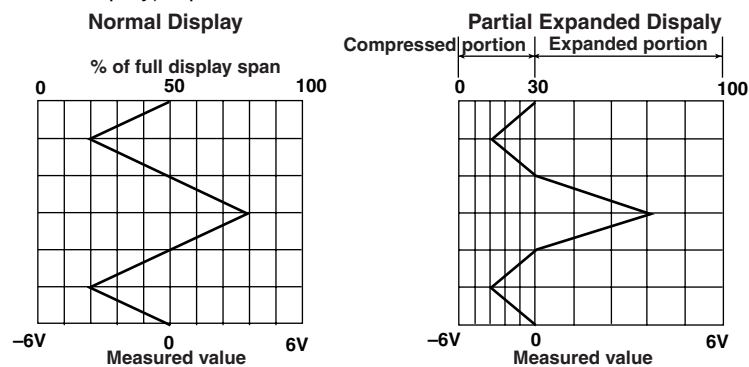 Normal Display
% of full display span
0 50 100
−6V 0 6V
Measured value
Partial Expanded Dispaly
Compressed portion Expanded portion
0 30 100
−6V 0 6V
Measured value